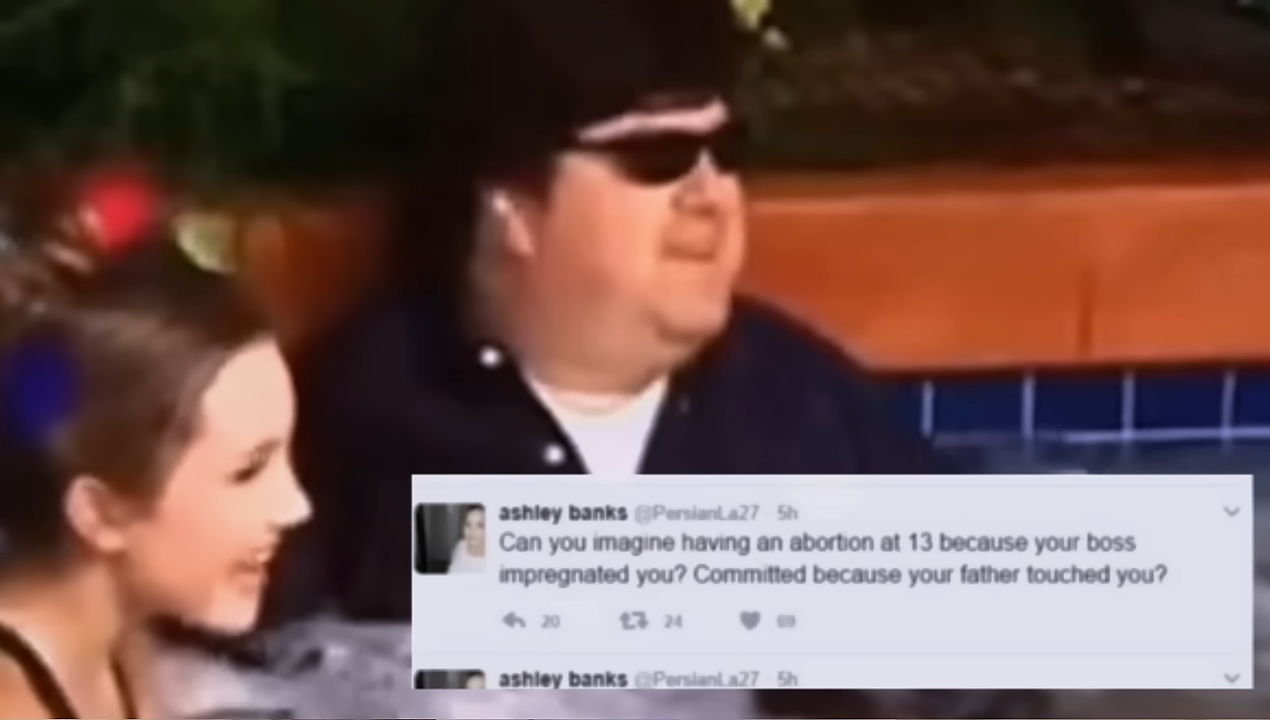 ashley banks @PersianLa27 5h
Can you imagine having an abortion at 13 because your boss
impregnated you? Committed because your father touched you?
20 24 69
ashley banks @PersianLa27 · 5h